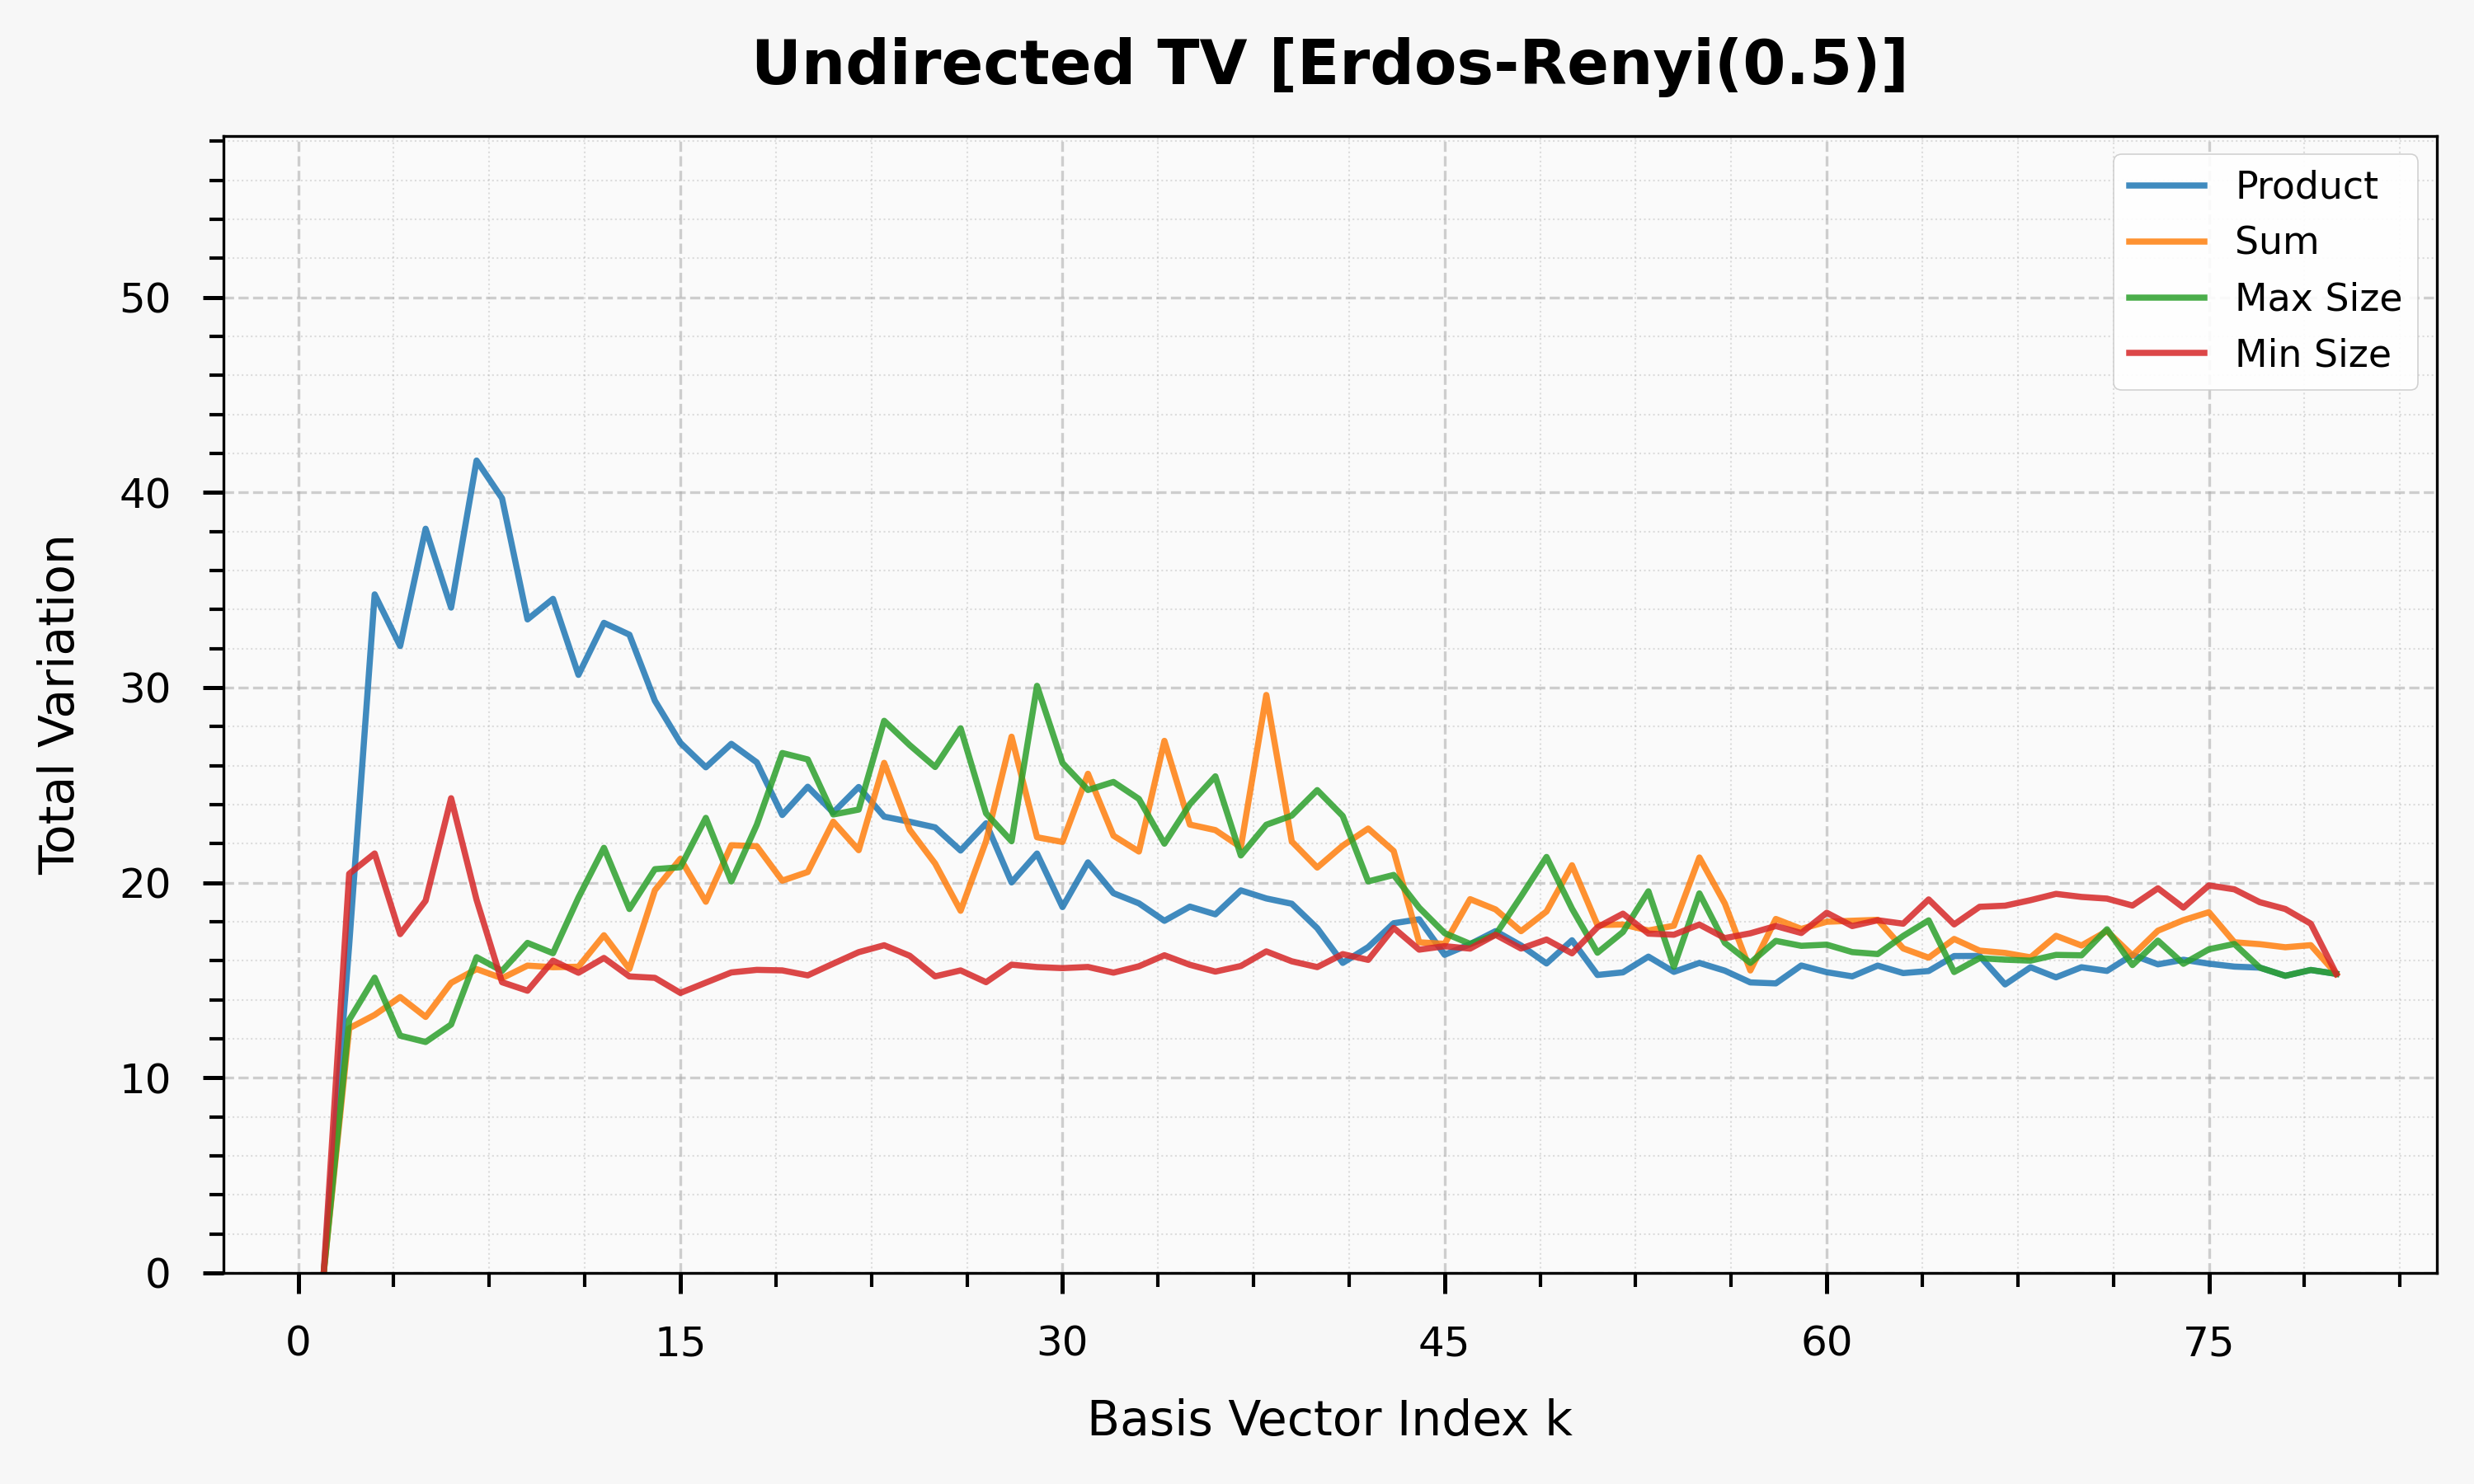 Undirected TV [Erdos-Renyi(0.5)]
Product
Sum
Max Size
Min Size
Total Variation
50
40
30
20
10
0
0 15 30 45 60 75
Basis Vector Index k